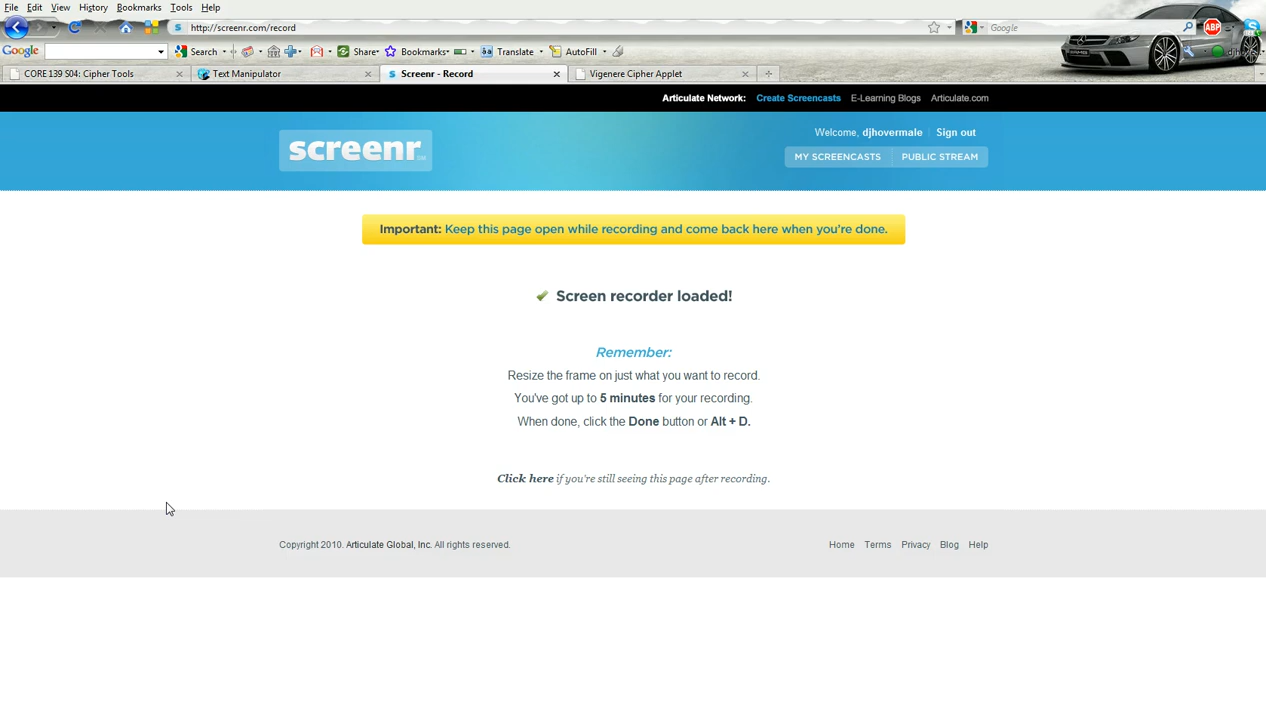 File Edit View History Bookmarks Tools Help
S http://screenr.com/record Google
Google Search Share Bookmarks Translate AutoFill
CORE 139 S04: Cipher Tools Text Manipulator Screenr - Record Vigenere Cipher Applet
Articulate Network: Create Screencasts E-Learning Blogs Articulate.com
Welcome, djhovermale Sign out
screenr SM
MY SCREENCASTS PUBLIC STREAM
Important: Keep this page open while recording and come back here when you're done.
Screen recorder loaded!
Remember:
Resize the frame on just what you want to record.
You've got up to 5 minutes for your recording.
When done, click the Done button or Alt + D.
Click here if you're still seeing this page after recording.
Copyright 2010. Articulate Global, Inc. All rights reserved. Home Terms Privacy Blog Help